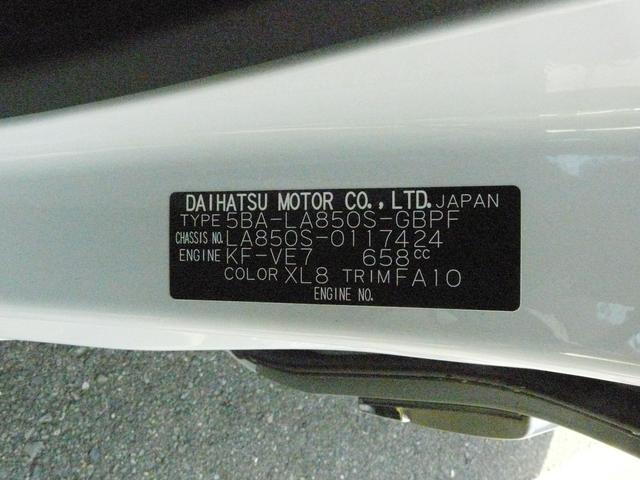 DAIHATSU MOTOR CO., LTD. JAPAN
TYPE 5BA-LA850S-GBPF
CHASSIS NO. LA850S-0117424
ENGINE KF-VE7 658cc
COLOR XL8 TRIM FA10
ENGINE NO.